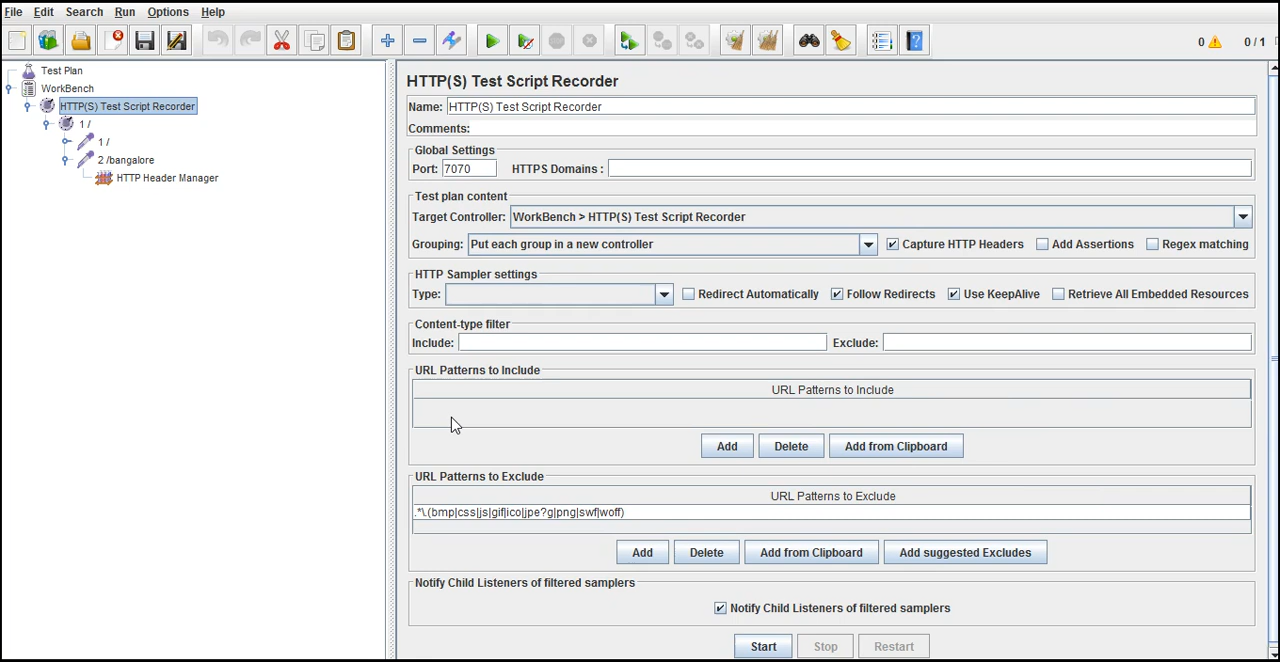 File Edit Search Run Options Help
0 0 / 1
Test Plan
WorkBench
HTTP(S) Test Script Recorder
1 /
1 /
2 /bangalore
HTTP Header Manager
HTTP(S) Test Script Recorder
Name: HTTP(S) Test Script Recorder
Comments:
Global Settings
Port: 7070 HTTPS Domains :
Test plan content
Target Controller: WorkBench > HTTP(S) Test Script Recorder
Grouping: Put each group in a new controller Capture HTTP Headers Add Assertions Regex matching
HTTP Sampler settings
Type: Redirect Automatically Follow Redirects Use KeepAlive Retrieve All Embedded Resources
Content-type filter
Include: Exclude:
URL Patterns to Include
URL Patterns to Include
Add Delete Add from Clipboard
URL Patterns to Exclude
URL Patterns to Exclude
.*\.(bmp|css|js|gif|ico|jpe?g|png|swf|woff)
Add Delete Add from Clipboard Add suggested Excludes
Notify Child Listeners of filtered samplers
Notify Child Listeners of filtered samplers
Start Stop Restart